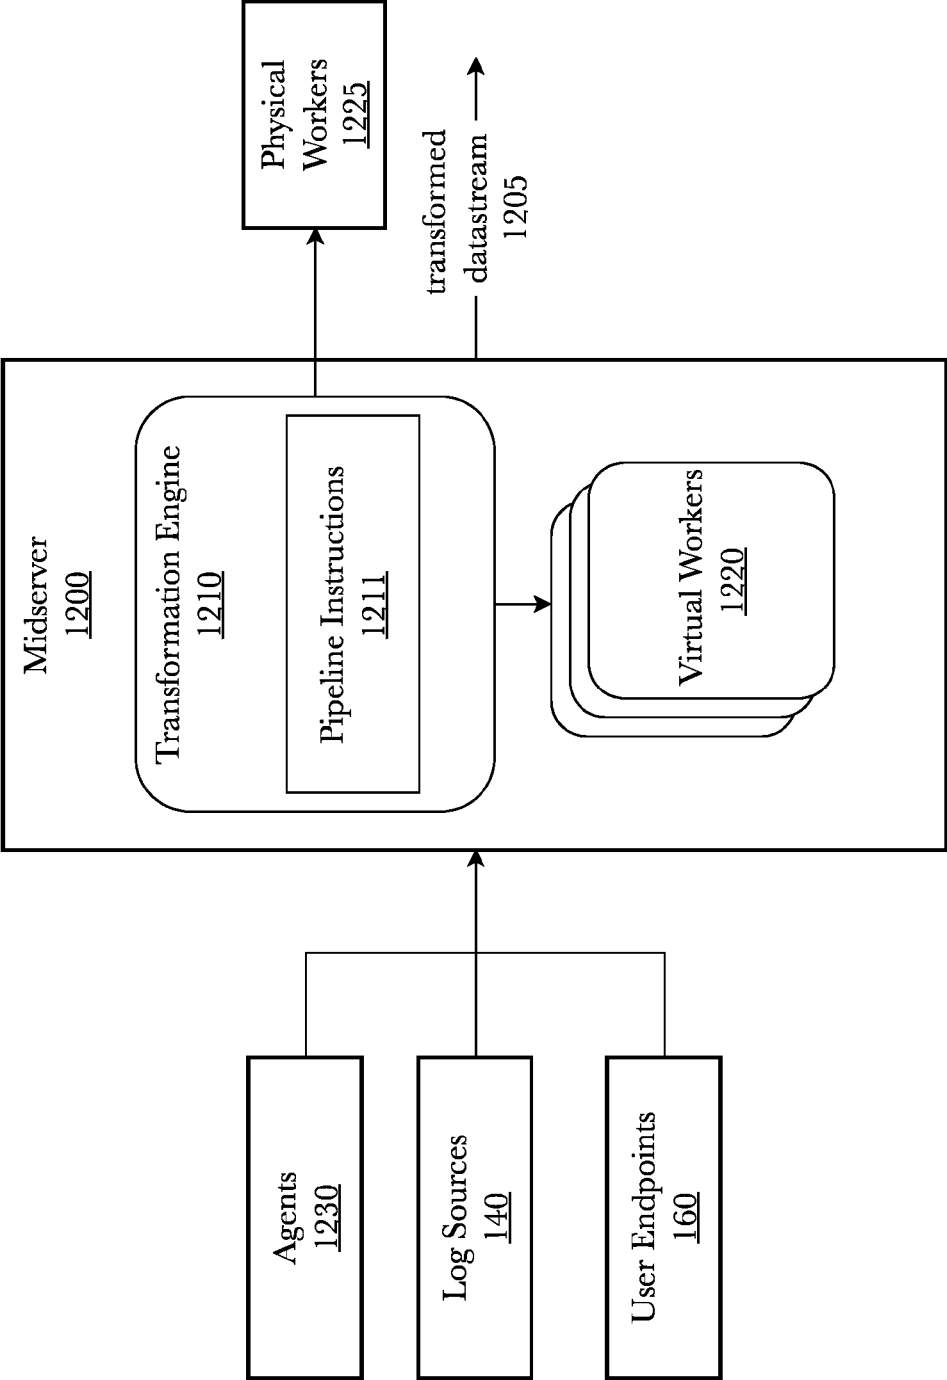 Midserver
1200
Transformation Engine
1210
Pipeline Instructions
1211
Virtual Workers
1220
Agents
1230
Log Sources
140
User Endpoints
160
Physical
Workers
1225
transformed
datastream
1205